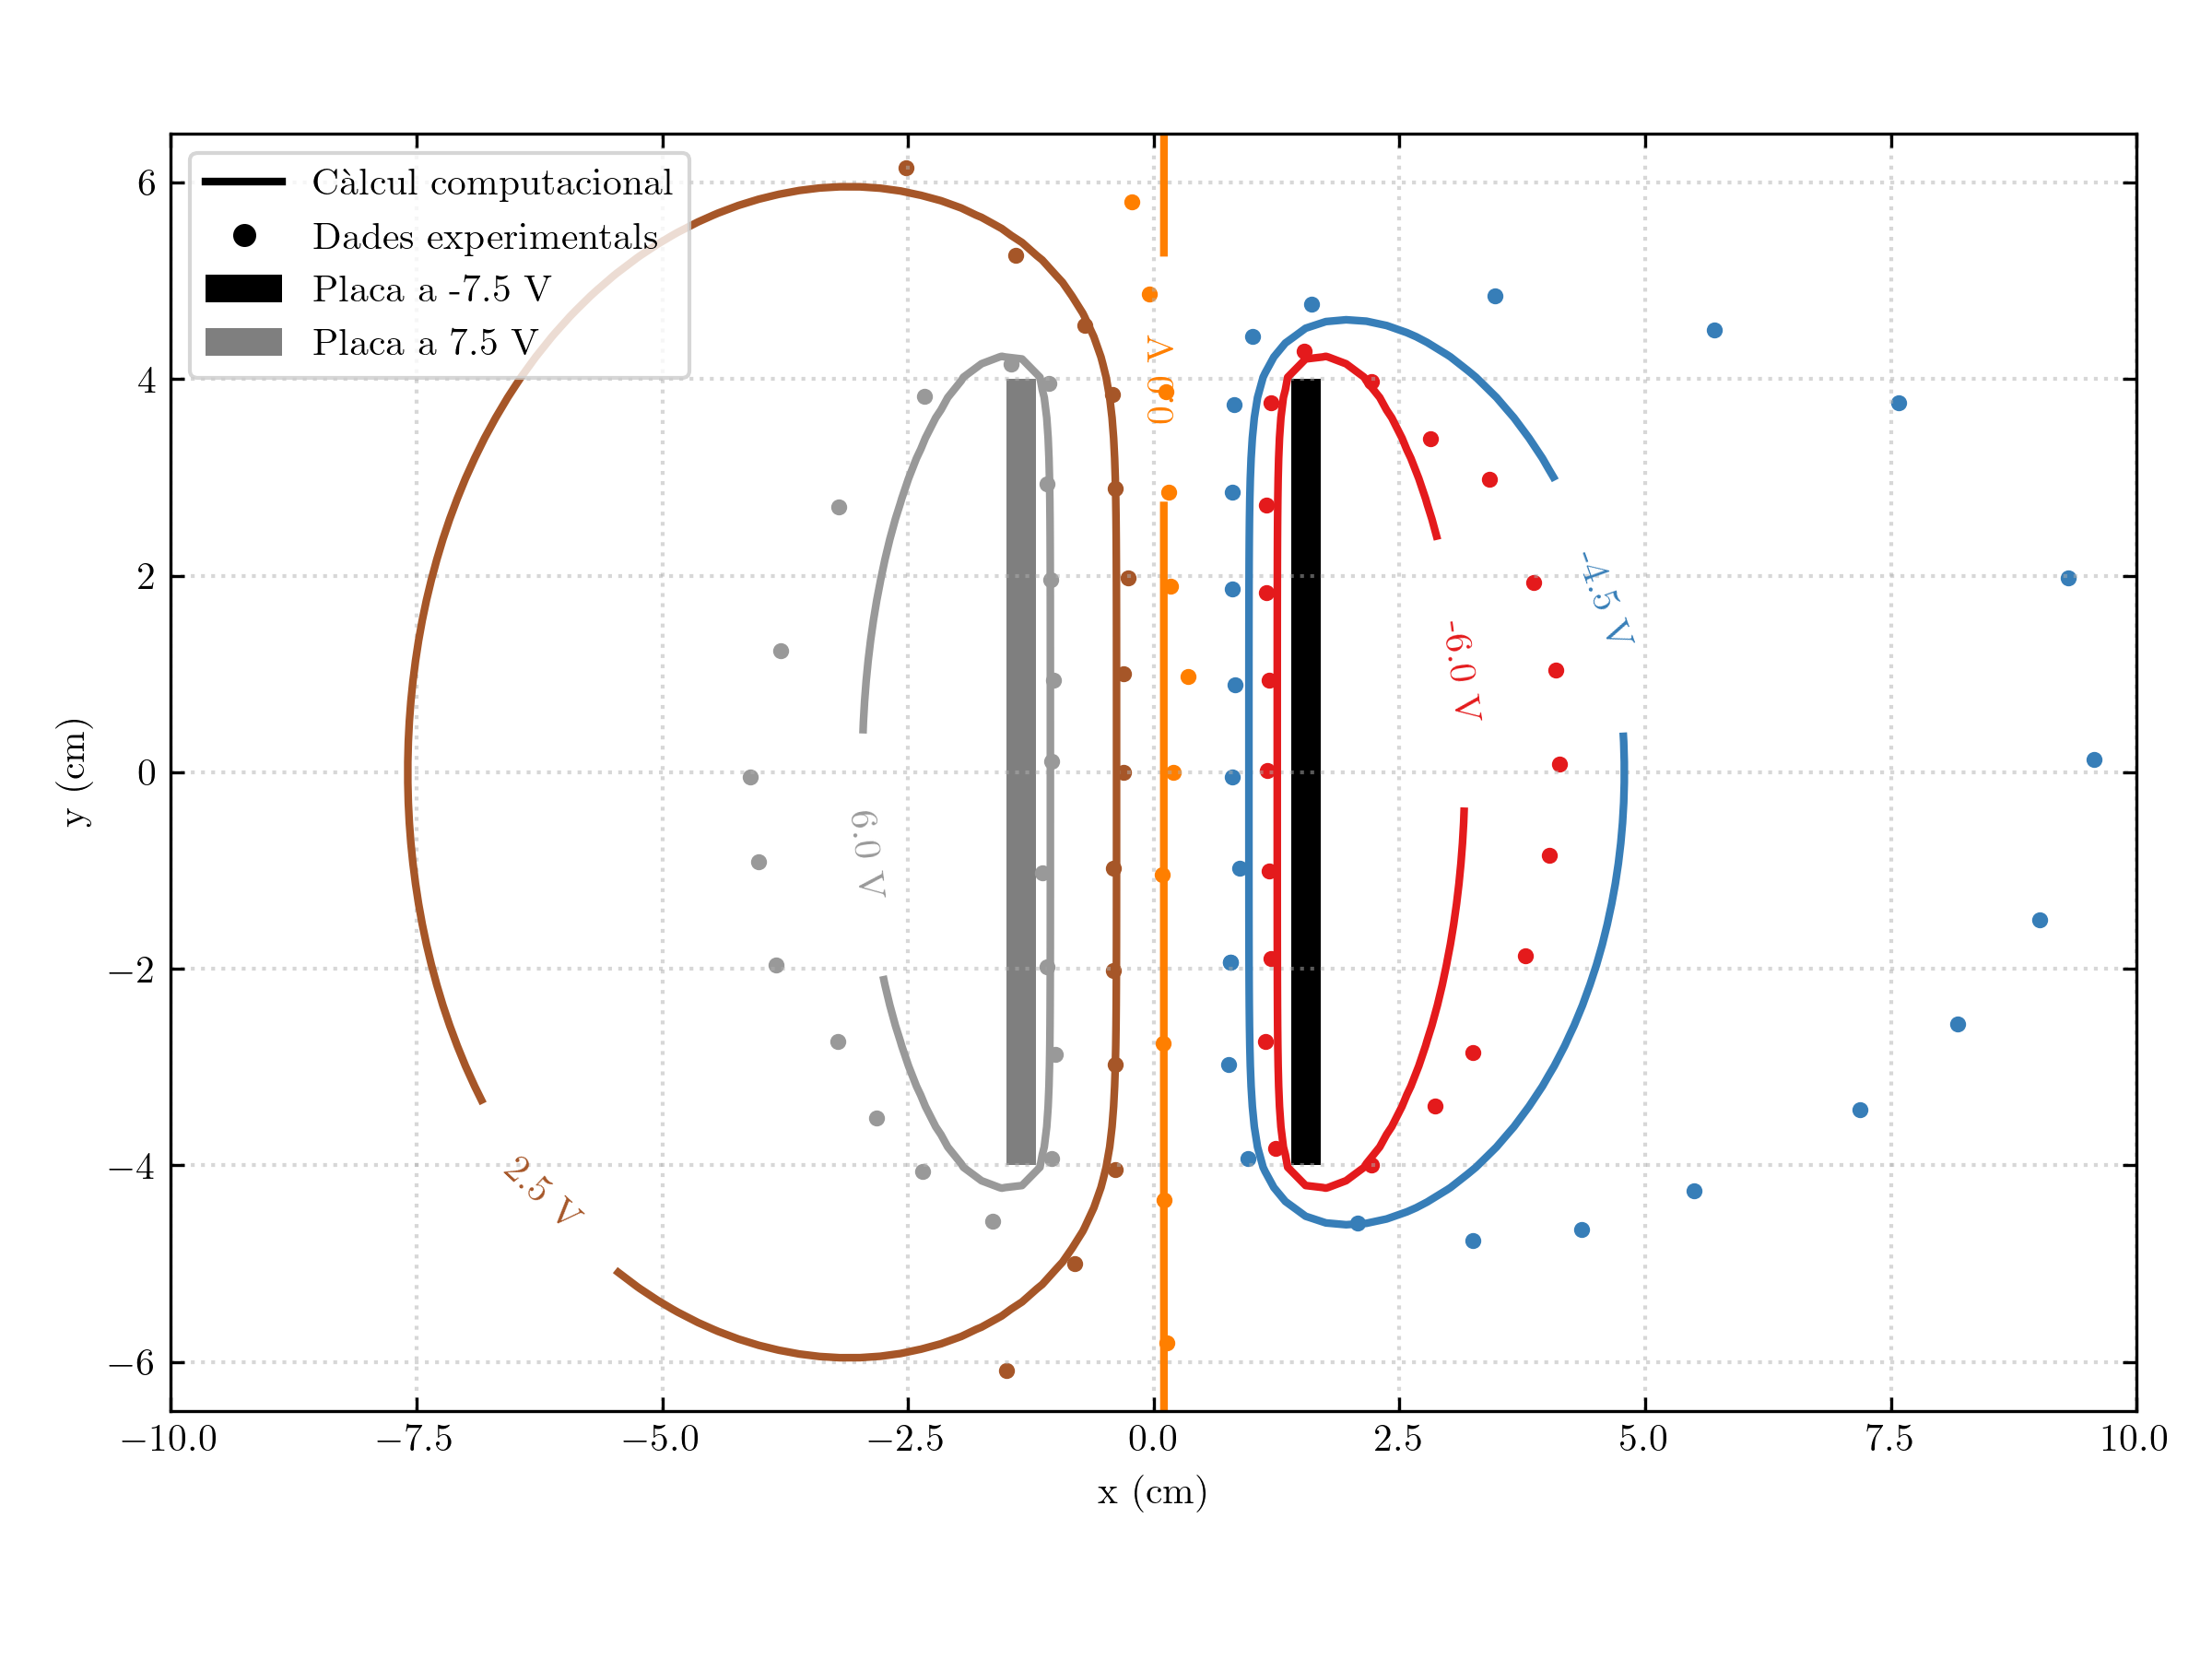 Càlcul computacional
Dades experimentals
Placa a -7.5 V
Placa a 7.5 V
6
4
2
0
−2
−4
−6
y (cm)
0.0 V
-4.5 V
-6.0 V
6.0 V
2.5 V
−10.0 −7.5 −5.0 −2.5 0.0 2.5 5.0 7.5 10.0
x (cm)